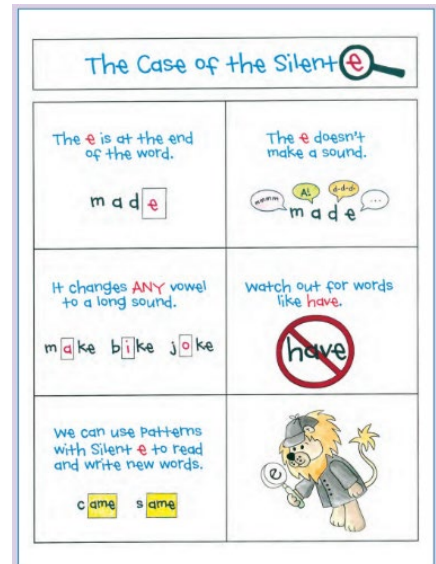 The Case of the Silent e
The e is at the end
of the word.
made
The e doesn't
make a sound.
mmmm A! d-d-d- ...
made
It changes ANY vowel
to a long sound.
make bike joke
Watch out for words
like have.
have
We can use Patterns
with Silent e to read
and write new words.
came same
e